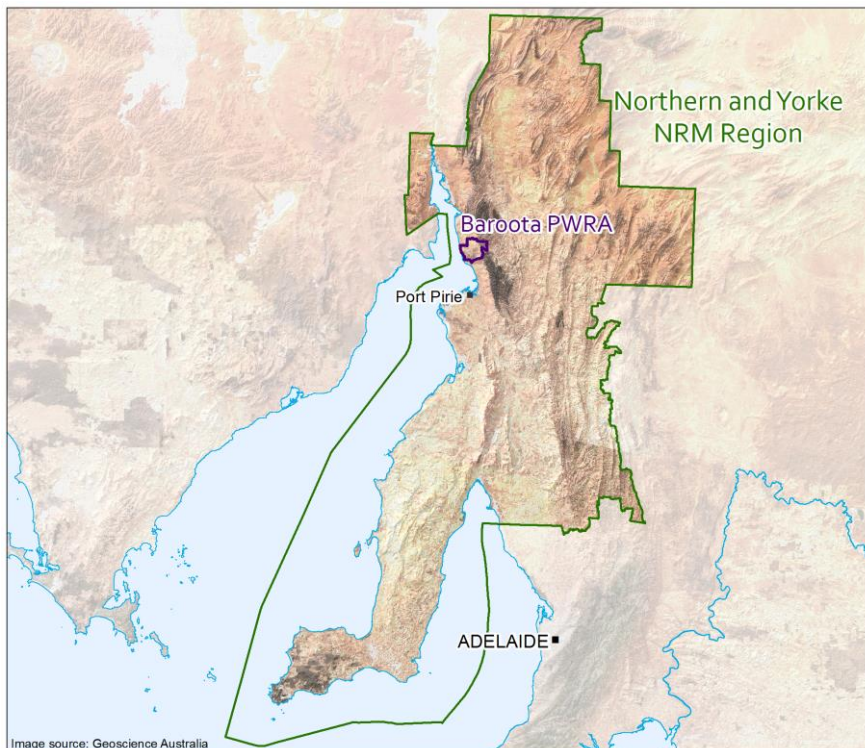 Northern and Yorke
NRM Region
Baroota PWRA
Port Pirie
ADELAIDE
Image source: Geoscience Australia